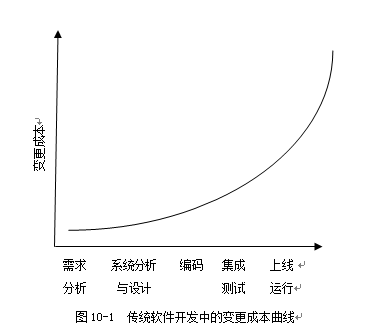 变更成本
需求 系统分析 编码 集成 上线
分析 与设计 测试 运行
图 10-1 传统软件开发中的变更成本曲线